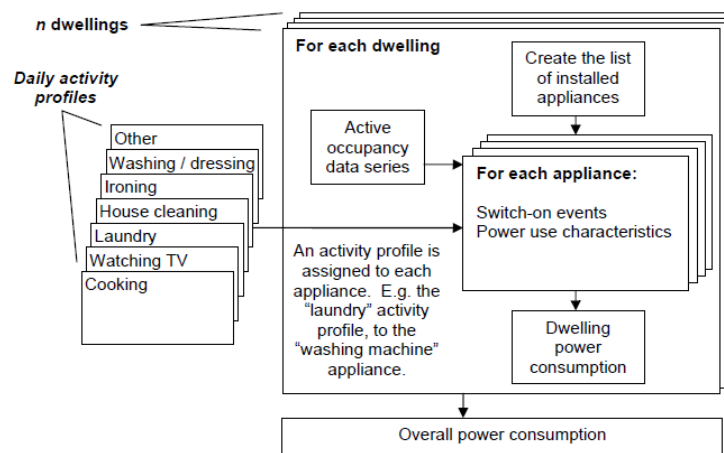 n dwellings
Daily activity
profiles
Other
Washing / dressing
Ironing
House cleaning
Laundry
Watching TV
Cooking
For each dwelling
Create the list
of installed
appliances
Active
occupancy
data series
For each appliance:
Switch-on events
Power use characteristics
An activity profile is
assigned to each
appliance.  E.g. the
“laundry” activity
profile, to the
“washing machine”
appliance.
Dwelling
power
consumption
Overall power consumption